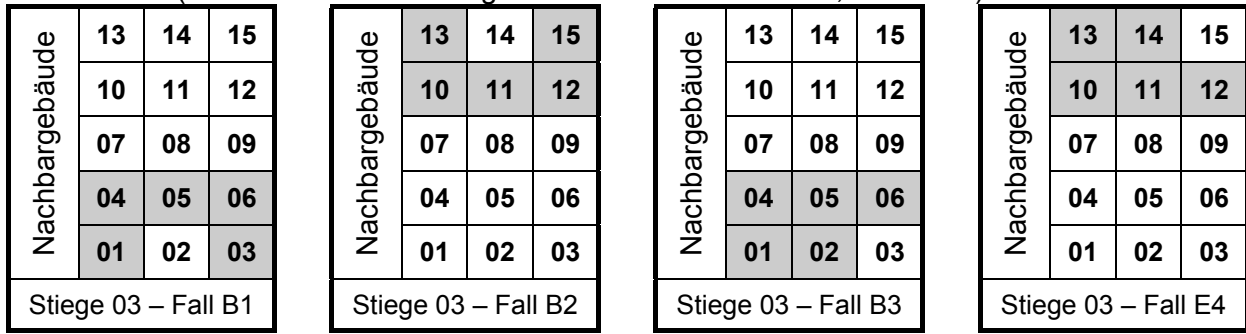 Nachbargebäude 13 14 15
10 11 12
07 08 09
04 05 06
01 02 03
Stiege 03 – Fall B1
Nachbargebäude 13 14 15
10 11 12
07 08 09
04 05 06
01 02 03
Stiege 03 – Fall B2
Nachbargebäude 13 14 15
10 11 12
07 08 09
04 05 06
01 02 03
Stiege 03 – Fall B3
Nachbargebäude 13 14 15
10 11 12
07 08 09
04 05 06
01 02 03
Stiege 03 – Fall E4